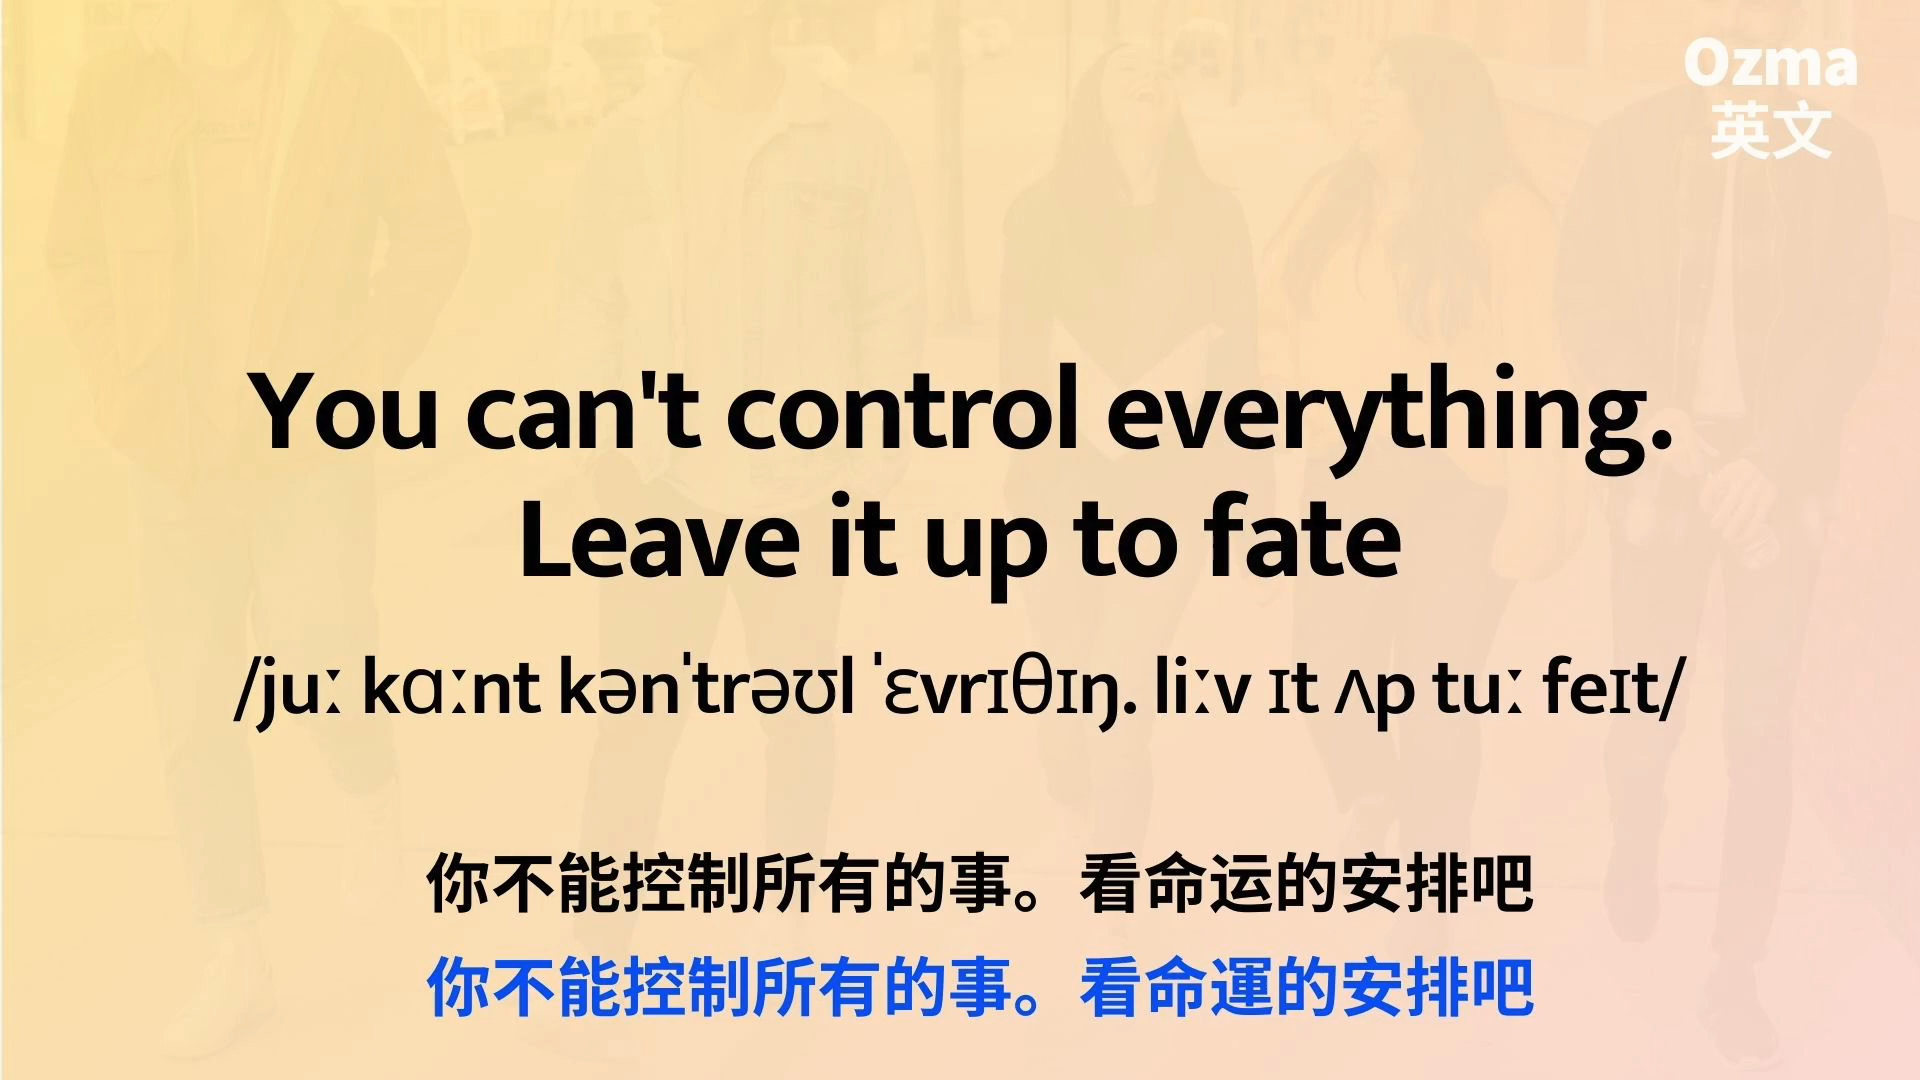 Ozma
英文
You can't control everything.
Leave it up to fate
/juː kɑːnt kənˈtrəʊl ˈɛvrɪθɪŋ. liːv ɪt ʌp tuː feɪt/
你不能控制所有的事。看命运的安排吧
你不能控制所有的事。看命運的安排吧